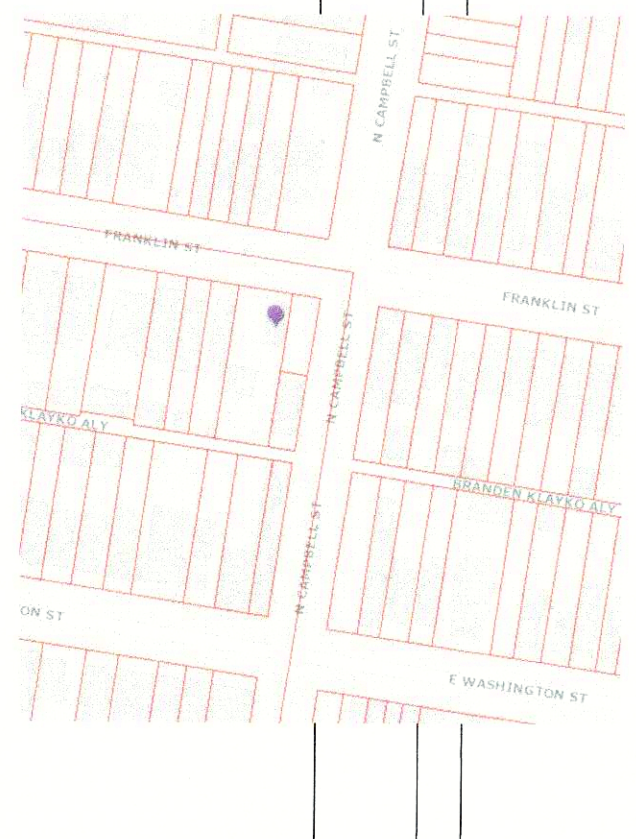 N CAMPBELL ST
FRANKLIN ST
FRANKLIN ST
N CAMPBELL ST
KLAYKO ALY
BRANDEN KLAYKO ALY
N CAMPBELL ST
ON ST
E WASHINGTON ST